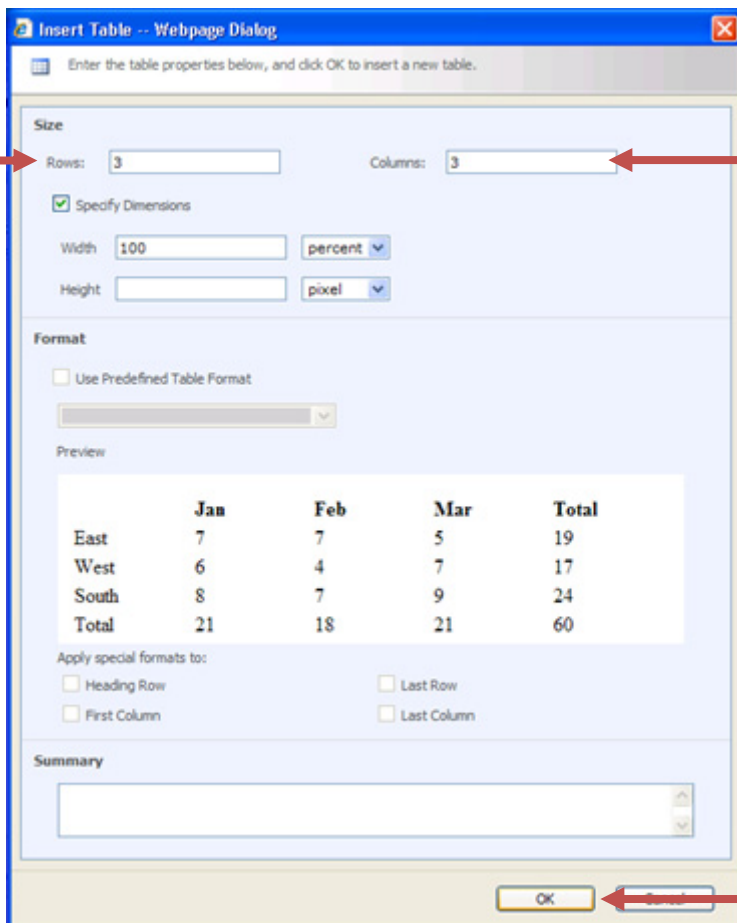 Insert Table -- Webpage Dialog
Enter the table properties below, and click OK to insert a new table.
Size
Rows: 3 Columns: 3
Specify Dimensions
Width 100 percent
Height pixel
Format
Use Predefined Table Format
Preview
Jan Feb Mar Total
East 7 7 5 19
West 6 4 7 17
South 8 7 9 24
Total 21 18 21 60
Apply special formats to:
Heading Row Last Row
First Column Last Column
Summary
OK